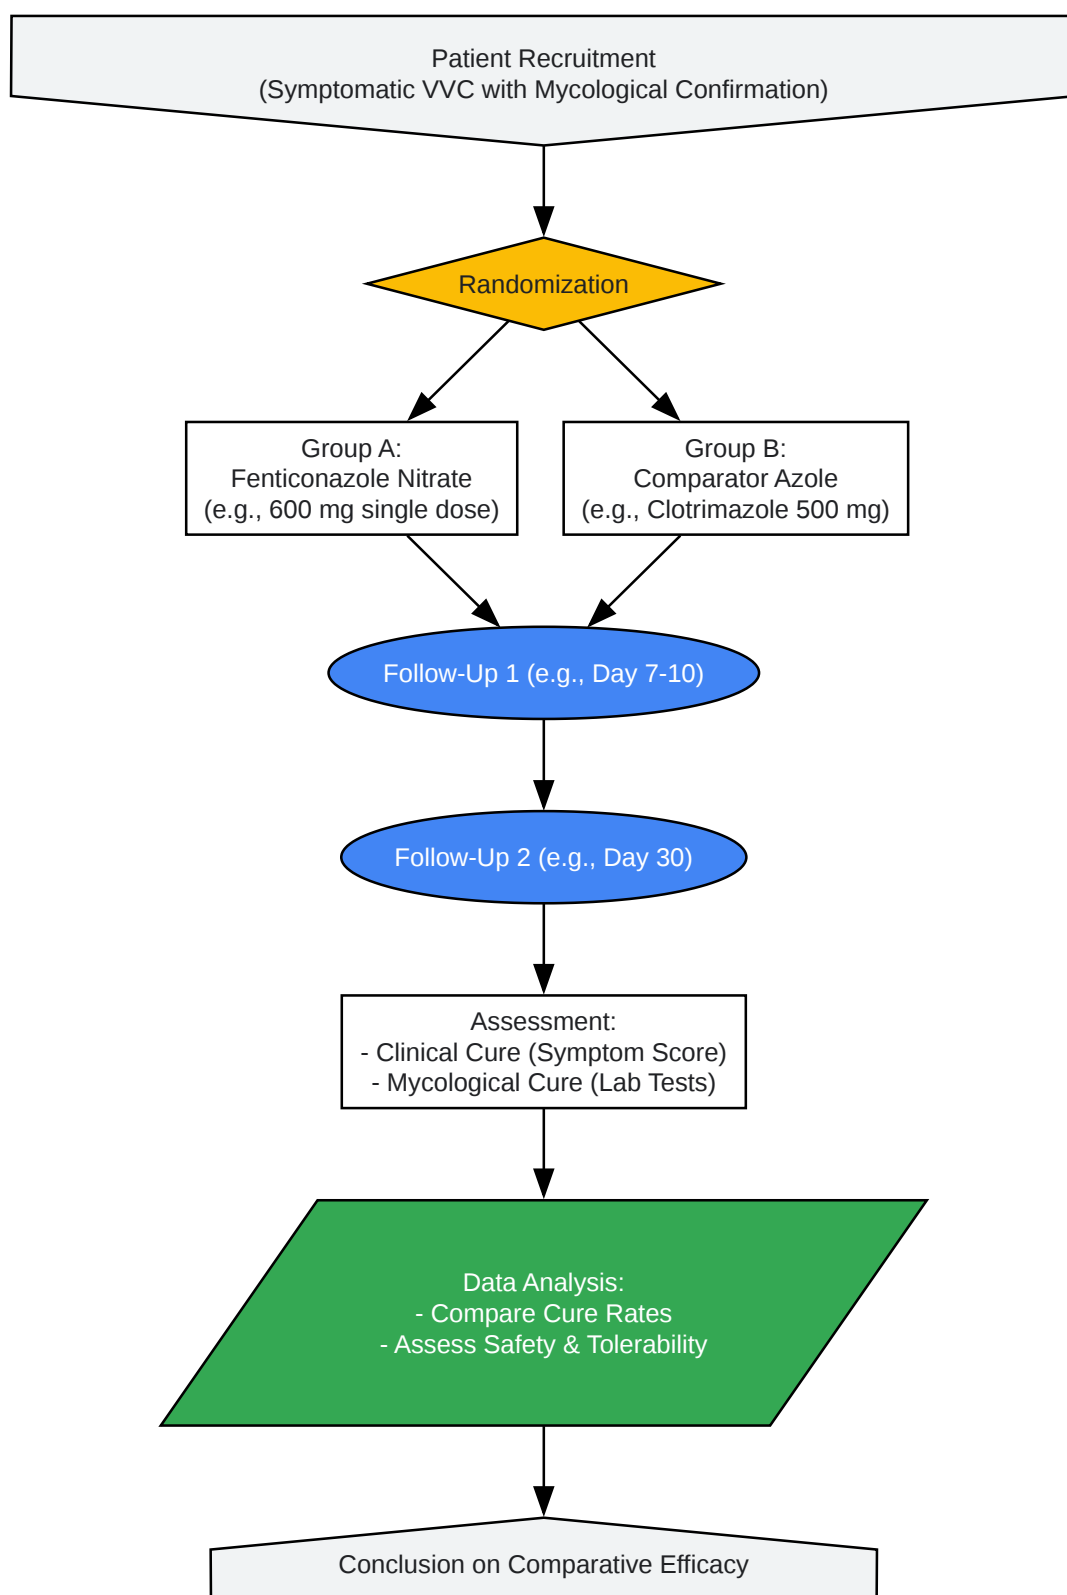 Patient Recruitment
(Symptomatic VVC with Mycological Confirmation)
Randomization
Group A:
Fenticonazole Nitrate
(e.g., 600 mg single dose)
Group B:
Comparator Azole
(e.g., Clotrimazole 500 mg)
Follow-Up 1 (e.g., Day 7-10)
Follow-Up 2 (e.g., Day 30)
Assessment:
- Clinical Cure (Symptom Score)
- Mycological Cure (Lab Tests)
Data Analysis:
- Compare Cure Rates
- Assess Safety & Tolerability
Conclusion on Comparative Efficacy